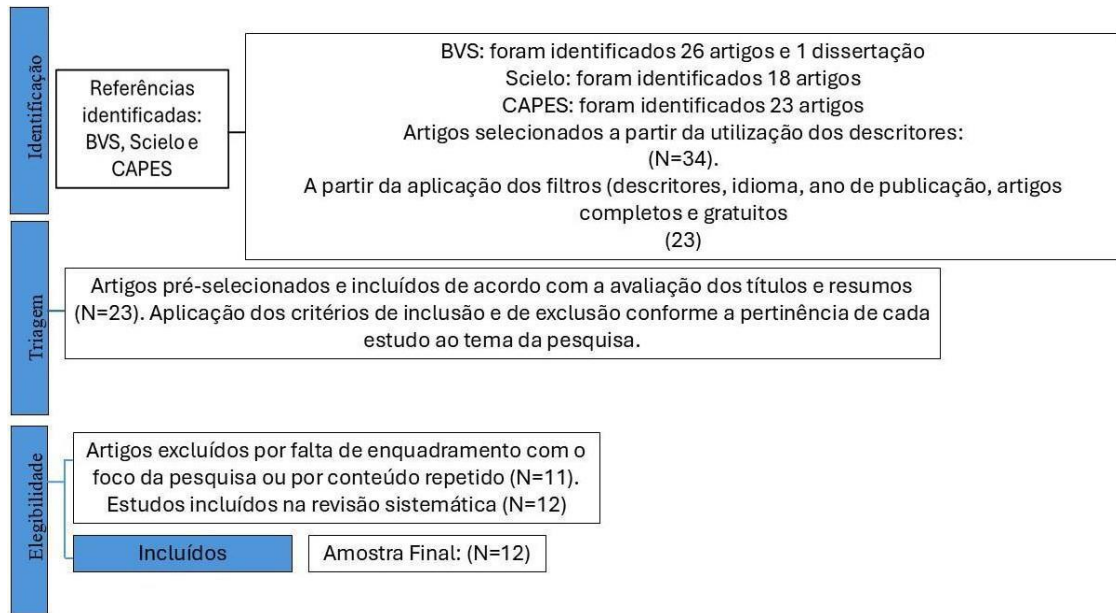 Identificação
Referências
identificadas:
BVS, Scielo e
CAPES
BVS: foram identificados 26 artigos e 1 dissertação
Scielo: foram identificados 18 artigos
CAPES: foram identificados 23 artigos
Artigos selecionados a partir da utilização dos descritores:
(N=34).
A partir da aplicação dos filtros (descritores, idioma, ano de publicação, artigos
completos e gratuitos
(23)
Triagem
Artigos pré-selecionados e incluídos de acordo com a avaliação dos títulos e resumos
(N=23). Aplicação dos critérios de inclusão e de exclusão conforme a pertinência de cada
estudo ao tema da pesquisa.
Elegibilidade
Artigos excluídos por falta de enquadramento com o
foco da pesquisa ou por conteúdo repetido (N=11).
Estudos incluídos na revisão sistemática (N=12)
Incluídos
Amostra Final: (N=12)